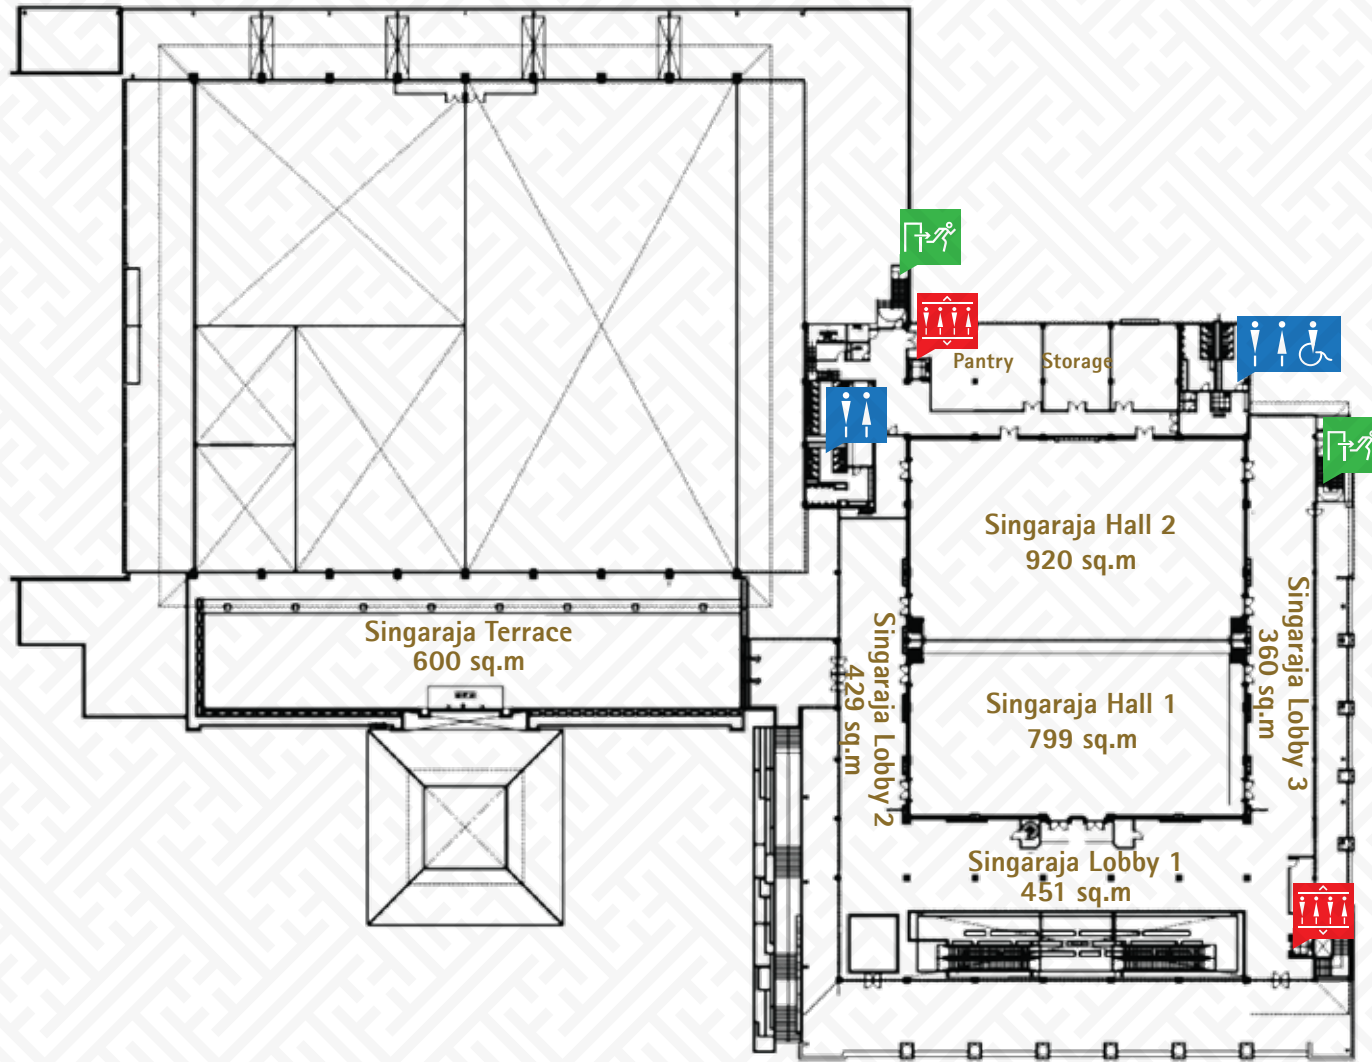 Pantry
Storage
Singaraja Hall 2
920 sq.m
Singaraja Terrace
600 sq.m
Singaraja Lobby 2
429 sq.m
Singaraja Hall 1
799 sq.m
Singaraja Lobby 3
360 sq.m
Singaraja Lobby 1
451 sq.m